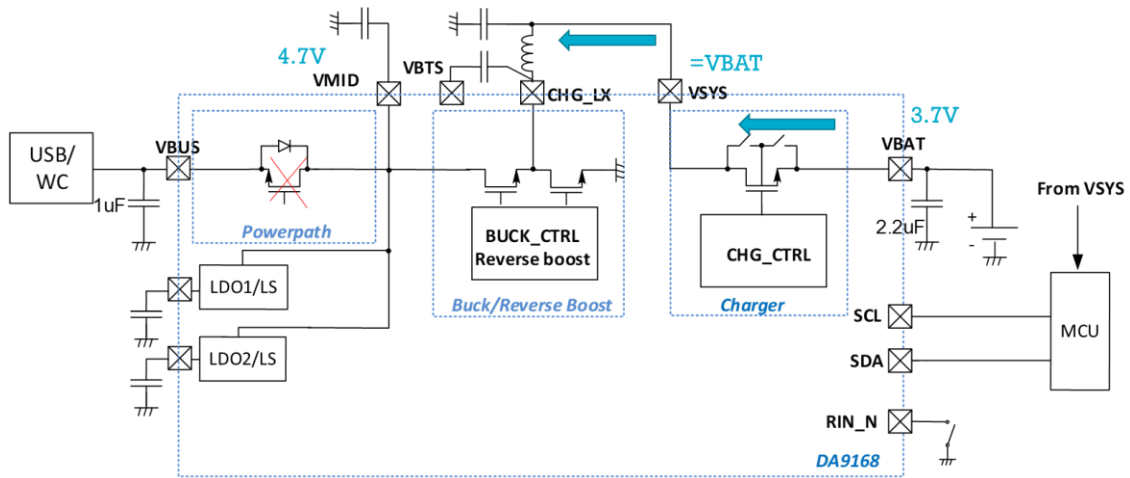 4.7V
VMID
VBTS
CHG_LX
=VBAT
VSYS
3.7V
VBAT
USB/
WC
VBUS
1uF
Powerpath
BUCK_CTRL
Reverse boost
Buck/Reverse Boost
CHG_CTRL
Charger
2.2uF
+
-
From VSYS
LDO1/LS
LDO2/LS
SCL
SDA
MCU
RIN_N
DA9168